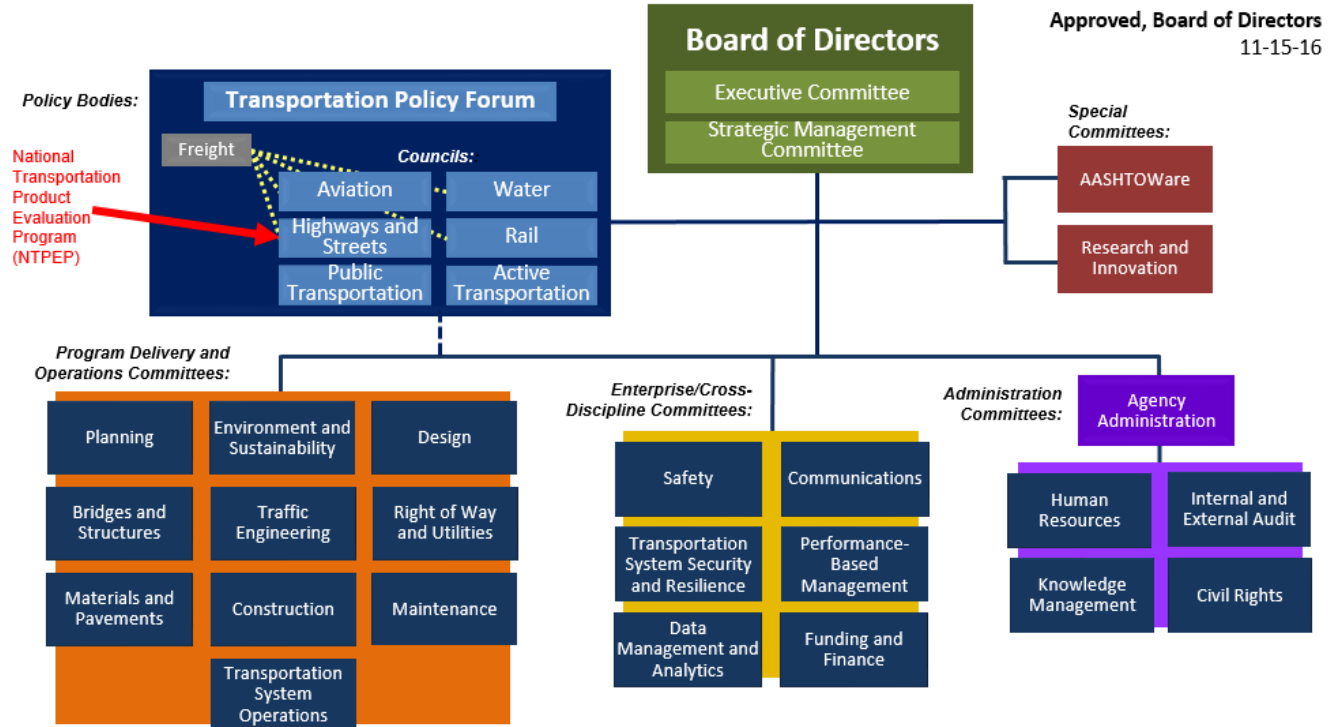 Approved, Board of Directors
11-15-16
Board of Directors
Executive Committee
Strategic Management
Committee
Policy Bodies:
Transportation Policy Forum
Freight
Councils:
Aviation
Water
Highways and
Streets
Rail
Public
Transportation
Active
Transportation
National
Transportation
Product
Evaluation
Program
(NTPEP)
Special
Committees:
AASHTOWare
Research and
Innovation
Program Delivery and
Operations Committees:
Planning
Environment and
Sustainability
Design
Bridges and
Structures
Traffic
Engineering
Right of Way
and Utilities
Materials and
Pavements
Construction
Maintenance
Transportation
System
Operations
Enterprise/Cross-
Discipline Committees:
Safety
Communications
Transportation
System Security
and Resilience
Performance-
Based
Management
Data
Management and
Analytics
Funding and
Finance
Administration
Committees:
Agency
Administration
Human
Resources
Internal and
External Audit
Knowledge
Management
Civil Rights